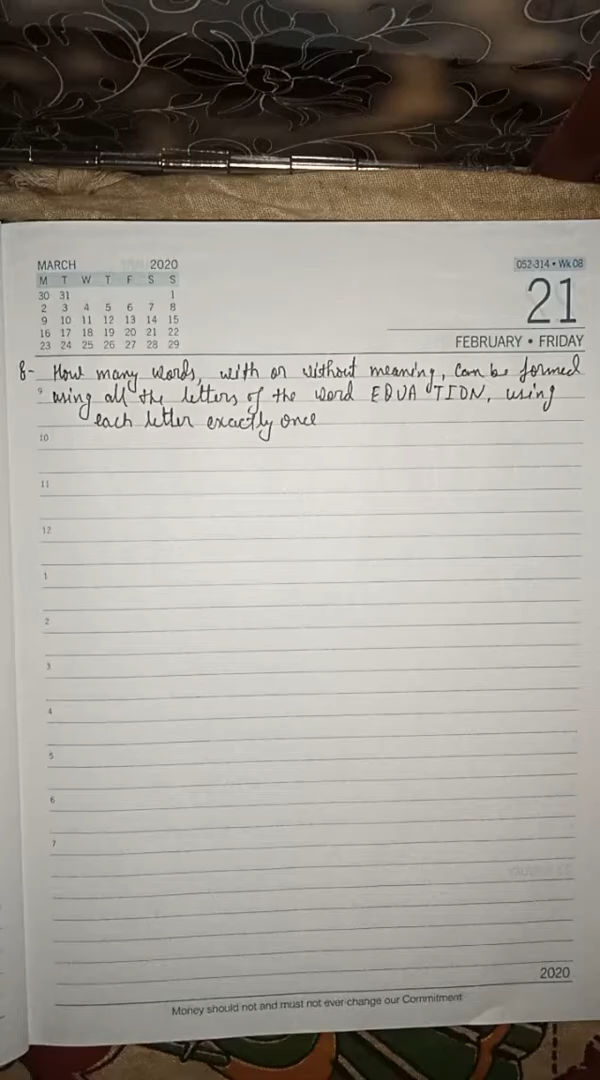 MARCH 2020
M T W T F S S
30 31 1
2 3 4 5 6 7 8
9 10 11 12 13 14 15
16 17 18 19 20 21 22
23 24 25 26 27 28 29
052-314 • Wk 08
21
FEBRUARY • FRIDAY
8- How many words, with or without meaning, can be formed
9 using all the letters of the word EQUATION, using
each letter exactly once
10
11
12
1
2
3
4
5
6
7
2020
Money should not and must not ever change our Commitment